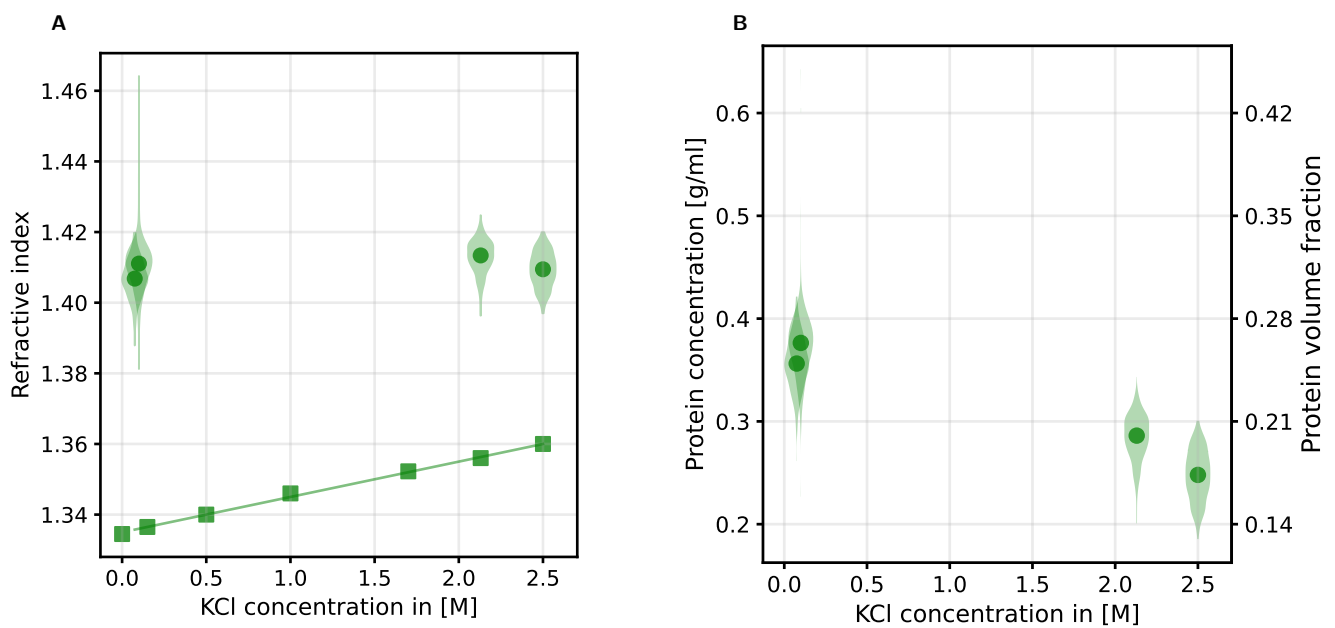 A
B
1.46
1.44
1.42
1.40
1.38
1.36
1.34
Refractive index
0.0 0.5 1.0 1.5 2.0 2.5
KCl concentration in [M]
0.6
0.5
0.4
0.3
0.2
Protein concentration [g/ml]
0.42
0.35
0.28
0.21
0.14
Protein volume fraction
0.0 0.5 1.0 1.5 2.0 2.5
KCl concentration in [M]